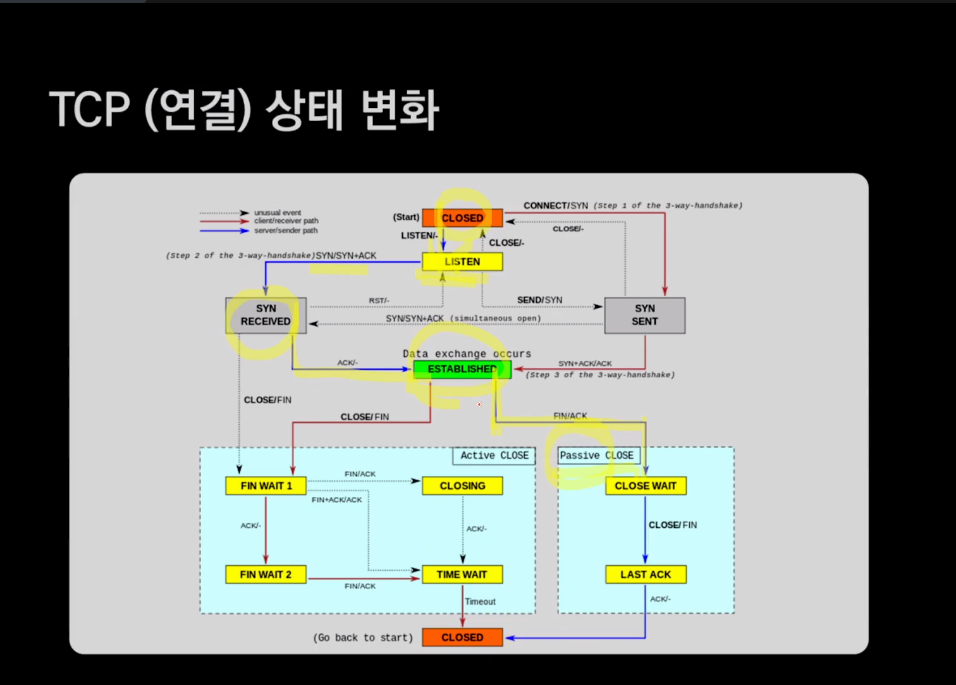 TCP (연결) 상태 변화
unusual event
client/receiver path
server/sender path
(Start)
CLOSED
CONNECT/SYN (Step 1 of the 3-way-handshake)
CLOSE/-
LISTEN/-
CLOSE/-
(Step 2 of the 3-way-handshake)SYN/SYN+ACK
LISTEN
RST/-
SEND/SYN
SYN
RECEIVED
SYN
SENT
SYN/SYN+ACK (simultaneous open)
Data exchange occurs
ACK/-
ESTABLISHED
SYN+ACK/ACK
(Step 3 of the 3-way-handshake)
CLOSE/FIN
CLOSE/FIN
FIN/ACK
Active CLOSE
Passive CLOSE
FIN WAIT 1
FIN/ACK
CLOSING
CLOSE WAIT
FIN+ACK/ACK
ACK/-
ACK/-
CLOSE/FIN
FIN WAIT 2
FIN/ACK
TIME WAIT
LAST ACK
Timeout
ACK/-
(Go back to start)
CLOSED